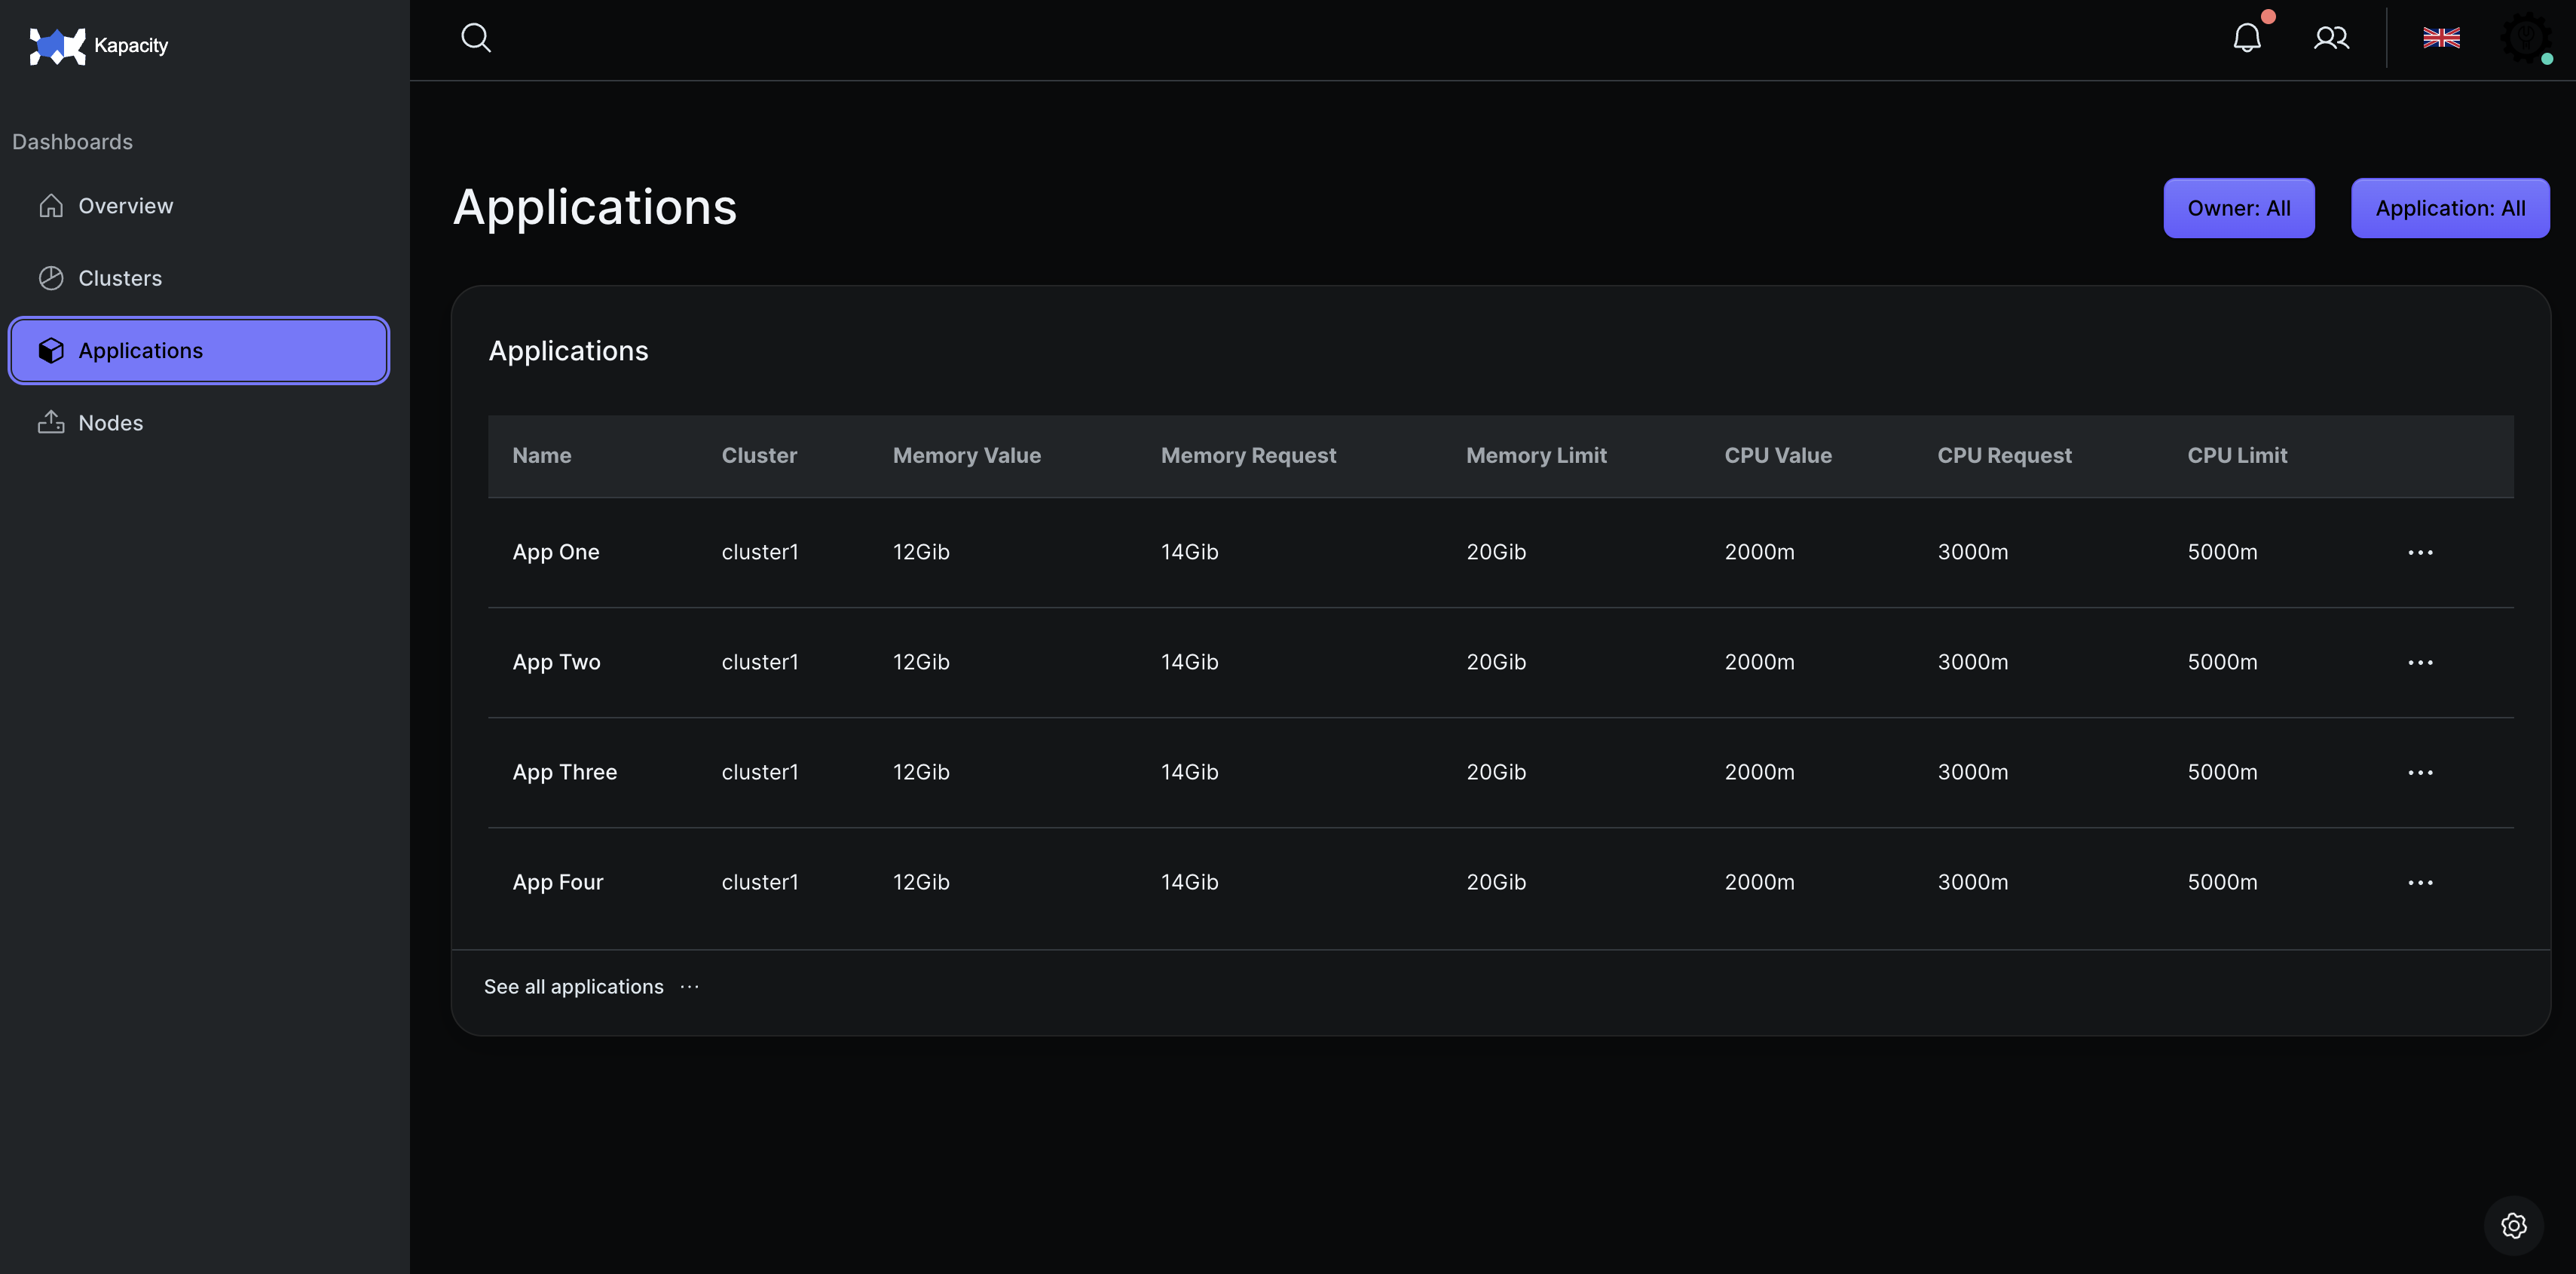 Kapacity
Dashboards
Overview
Clusters
Applications
Nodes
Applications
Owner: All
Application: All
Applications
Name Cluster Memory Value Memory Request Memory Limit CPU Value CPU Request CPU Limit
App One cluster1 12Gib 14Gib 20Gib 2000m 3000m 5000m
App Two cluster1 12Gib 14Gib 20Gib 2000m 3000m 5000m
App Three cluster1 12Gib 14Gib 20Gib 2000m 3000m 5000m
App Four cluster1 12Gib 14Gib 20Gib 2000m 3000m 5000m
See all applications